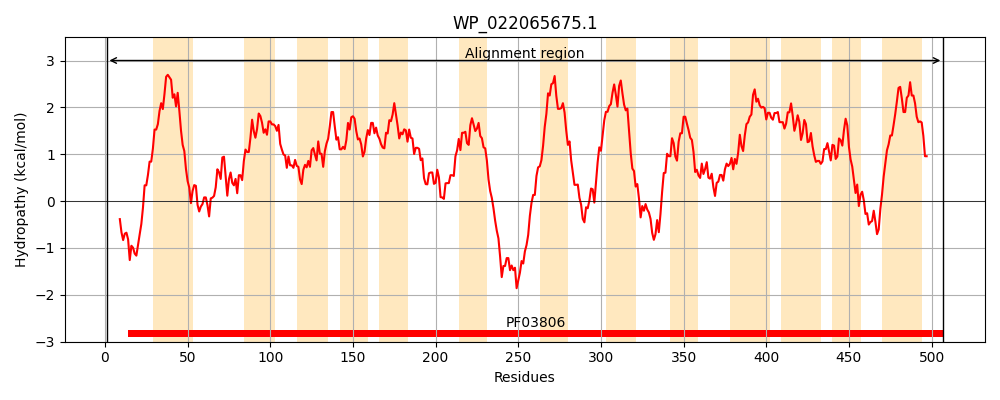 WP_022065675.1
Alignment region
3
2
1
0
−1
−2
−3
Hydropathy (kcal/mol)
PF03806
0 50 100 150 200 250 300 350 400 450 500
Residues